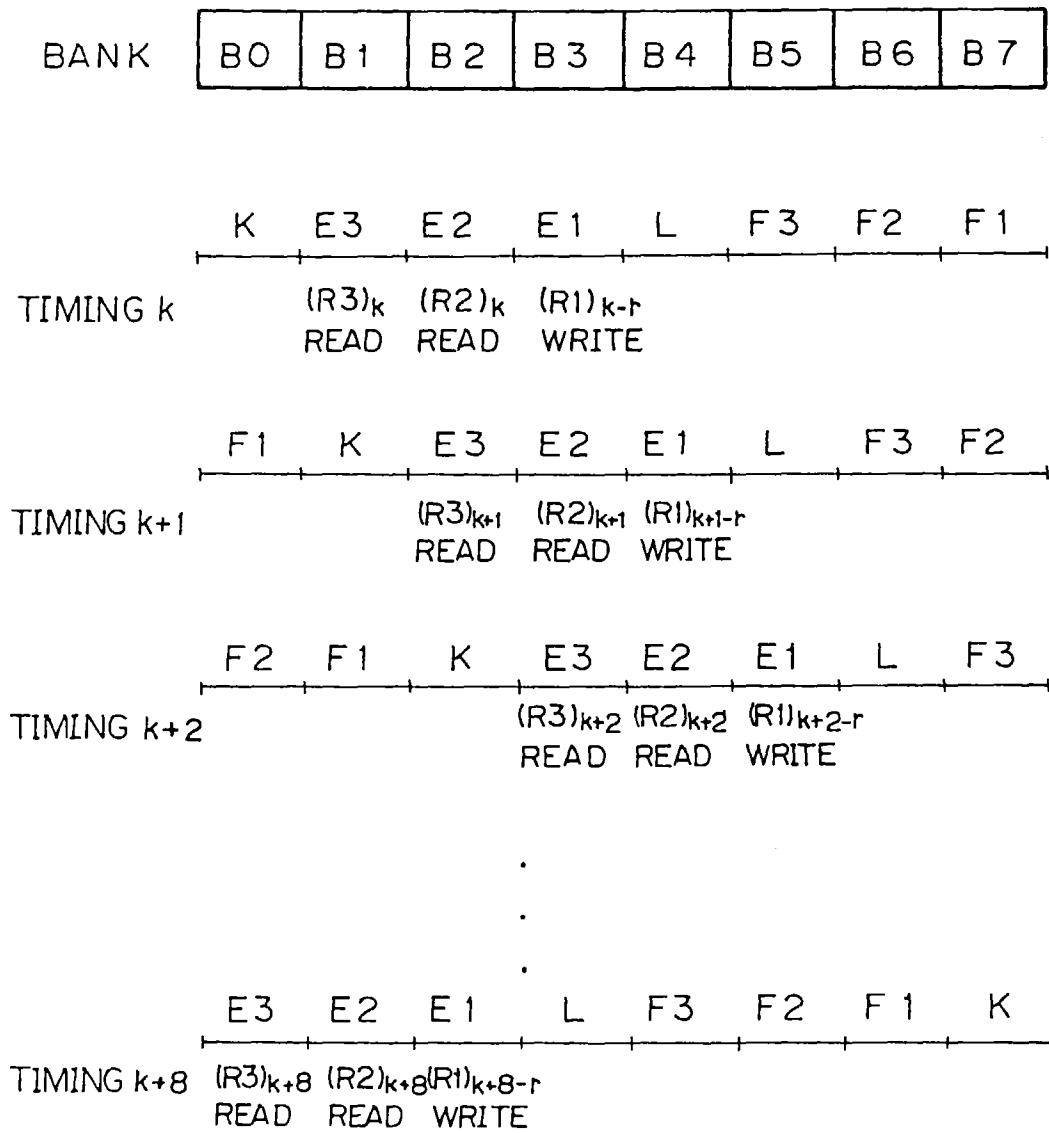 BANK B0 B1 B2 B3 B4 B5 B6 B7
K E3 E2 E1 L F3 F2 F1
TIMING k (R3)k (R2)k (R1)k-r
READ READ WRITE
F1 K E3 E2 E1 L F3 F2
TIMING k+1 (R3)k+1 (R2)k+1 (R1)k+1-r
READ READ WRITE
F2 F1 K E3 E2 E1 L F3
TIMING k+2 (R3)k+2 (R2)k+2 (R1)k+2-r
READ READ WRITE
E3 E2 E1 L F3 F2 F1 K
TIMING k+8 (R3)k+8 (R2)k+8 (R1)k+8-r
READ READ WRITE